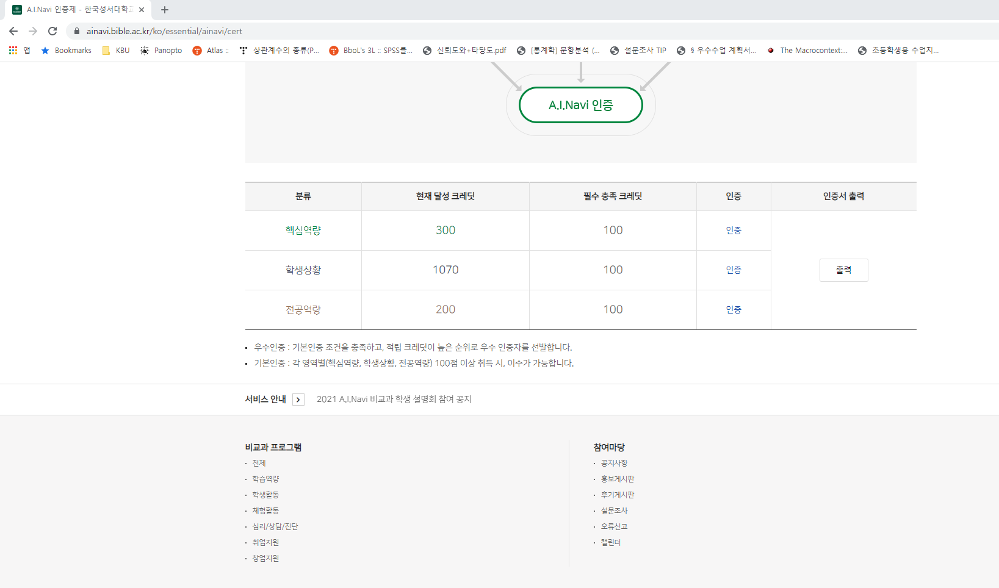 A.I.Navi 인증제 - 한국성서대학교
ainavi.bible.ac.kr/ko/essential/ainavi/cert
앱 Bookmarks KBU Panopto Atlas :: 상관계수의 종류(P... BboL's 3L :: SPSS를... 신뢰도와+타당도.pdf [통계학] 문항분석 (... 설문조사 TIP § 우수수업 계획서... The Macrocontext:... 초등학생용 수업지...
A.I.Navi 인증
분류 현재 달성 크레딧 필수 충족 크레딧 인증 인증서 출력
핵심역량 300 100 인증
학생상황 1070 100 인증 출력
전공역량 200 100 인증
우수인증 : 기본인증 조건을 충족하고, 적립 크레딧이 높은 순위로 우수 인증자를 선발합니다.
기본인증 : 각 영역별(핵심역량, 학생상황, 전공역량) 100점 이상 취득 시, 이수가 가능합니다.
서비스 안내 2021 A.I.Navi 비교과 학생 설명회 참여 공지
비교과 프로그램
전체
학습역량
학생활동
체험활동
심리/상담/진단
취업지원
창업지원
참여마당
공지사항
홍보게시판
후기게시판
설문조사
오류신고
캘린더